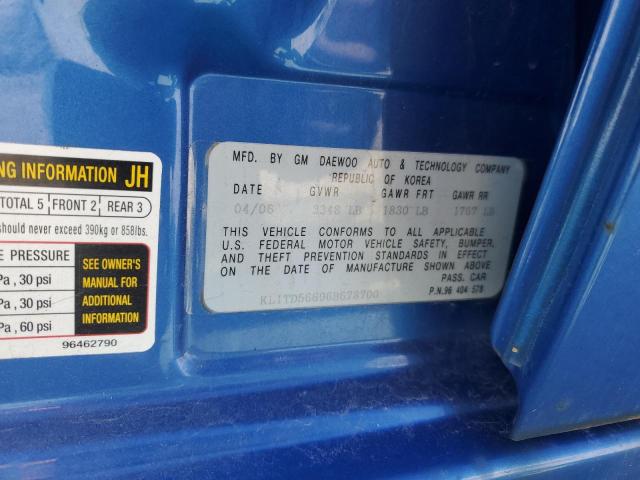 NG INFORMATION JH
TOTAL 5 FRONT 2 REAR 3
should never exceed 390kg or 858lbs.
E PRESSURE
Pa , 30 psi
Pa , 30 psi
Pa , 60 psi
SEE OWNER'S
MANUAL FOR
ADDITIONAL
INFORMATION
96462790
MFD. BY GM DAEWOO AUTO & TECHNOLOGY COMPANY
REPUBLIC OF KOREA
DATE GVWR GAWR FRT GAWR RR
04/06 3348 LB 1830 LB 1767 LB
THIS VEHICLE CONFORMS TO ALL APPLICABLE
U.S. FEDERAL MOTOR VEHICLE SAFETY, BUMPER,
AND THEFT PREVENTION STANDARDS IN EFFECT
ON THE DATE OF MANUFACTURE SHOWN ABOVE
PASS. CAR
KL1TD56696B678700
P.N.96 404 578